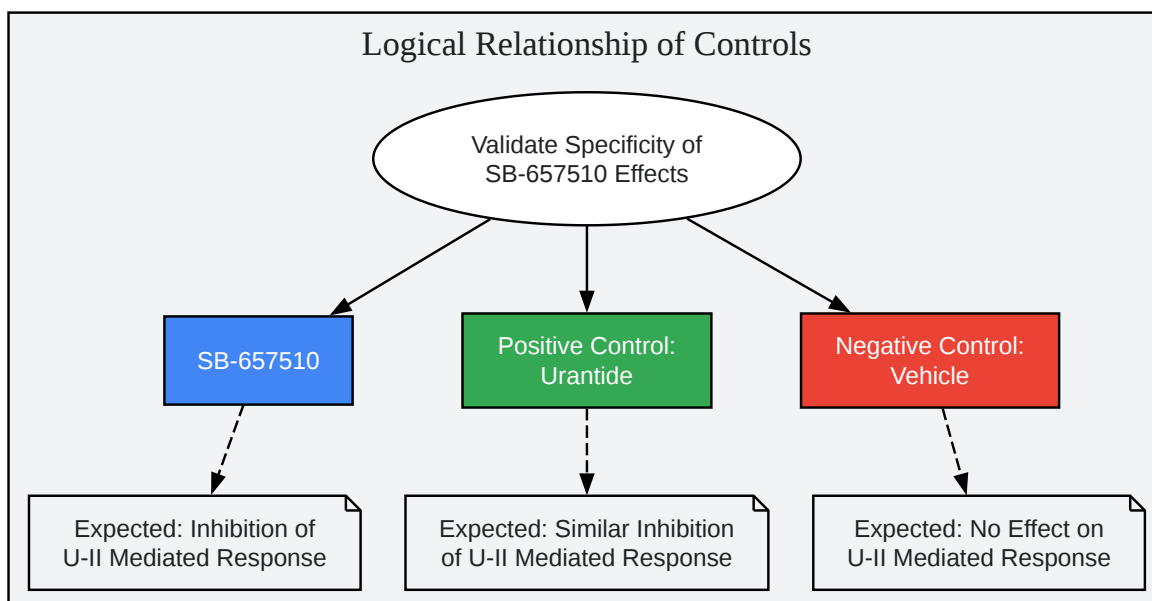 Logical Relationship of Controls
Validate Specificity of
SB-657510 Effects
SB-657510
Positive Control:
Urantide
Negative Control:
Vehicle
Expected: Inhibition of
U-II Mediated Response
Expected: Similar Inhibition
of U-II Mediated Response
Expected: No Effect on
U-II Mediated Response